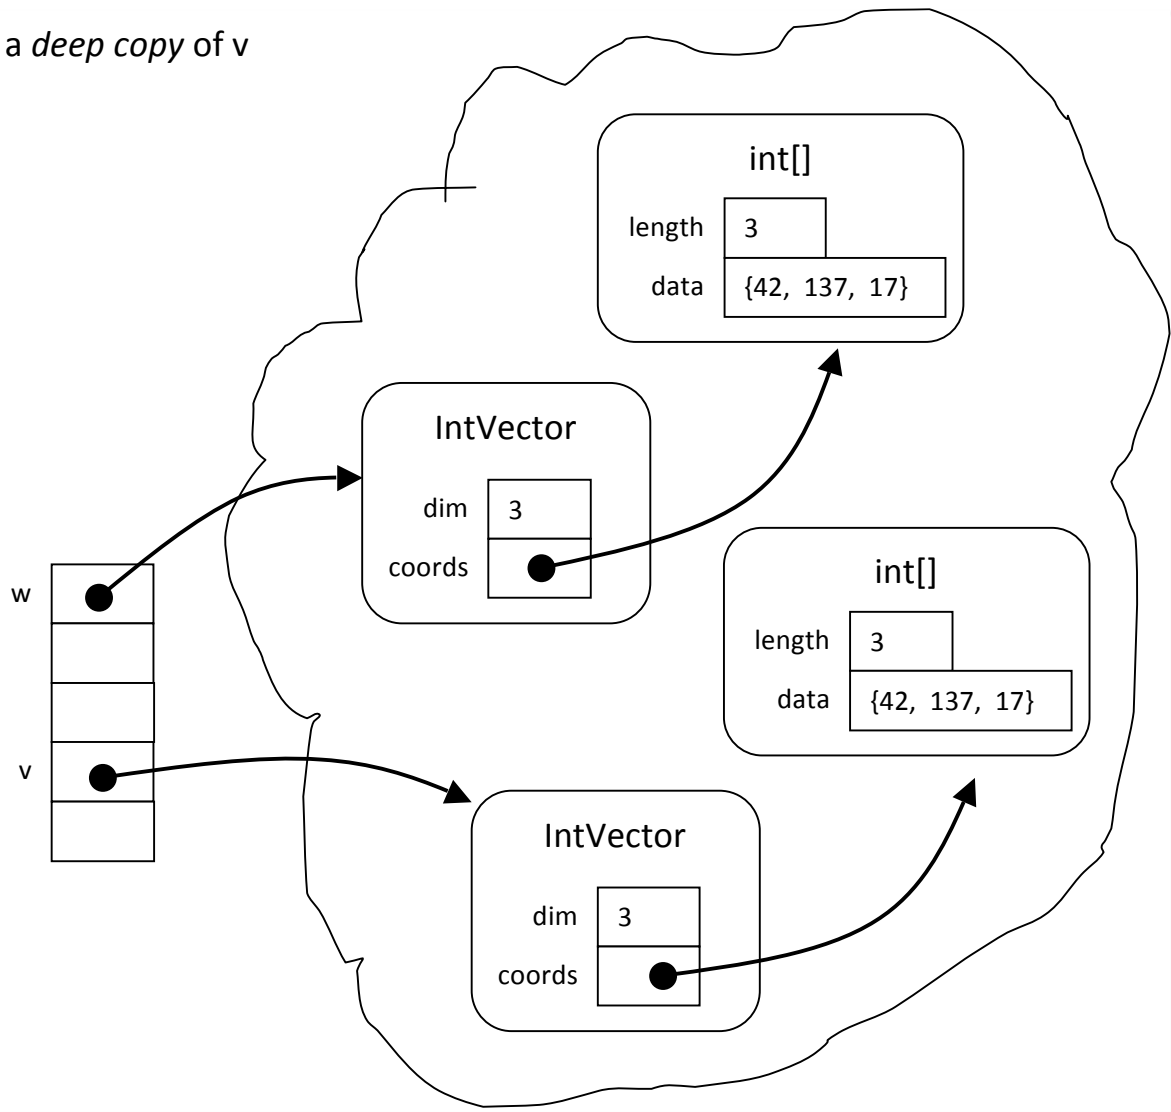 a deep copy of v
int[]
length 3
data {42, 137, 17}
IntVector
dim 3
coords
w
int[]
length 3
data {42, 137, 17}
v
IntVector
dim 3
coords